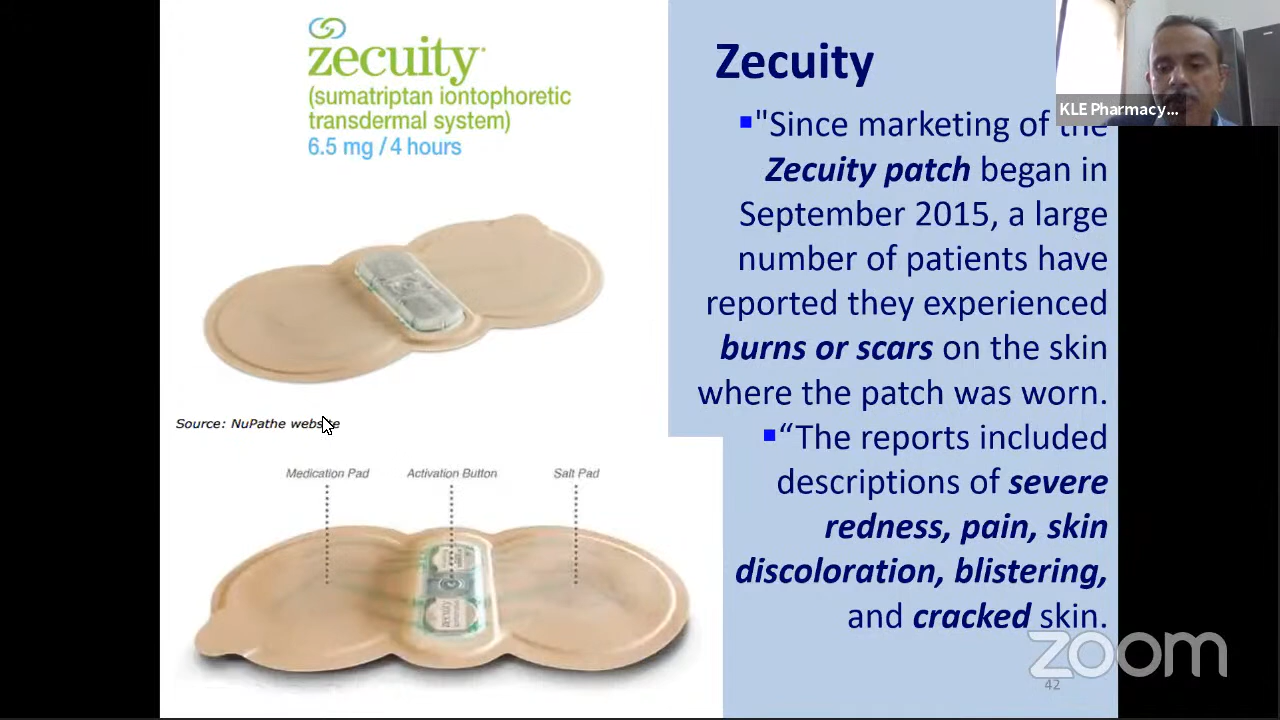 zecuity
(sumatriptan iontophoretic
transdermal system)
6.5 mg / 4 hours
Source: NuPathe website
Medication Pad
Activation Button
Salt Pad
zecuity
Zecuity
"Since marketing of the
Zecuity patch began in
September 2015, a large
number of patients have
reported they experienced
burns or scars on the skin
where the patch was worn.
“The reports included
descriptions of severe
redness, pain, skin
discoloration, blistering,
and cracked skin.
42
KLE Pharmacy...
zoom